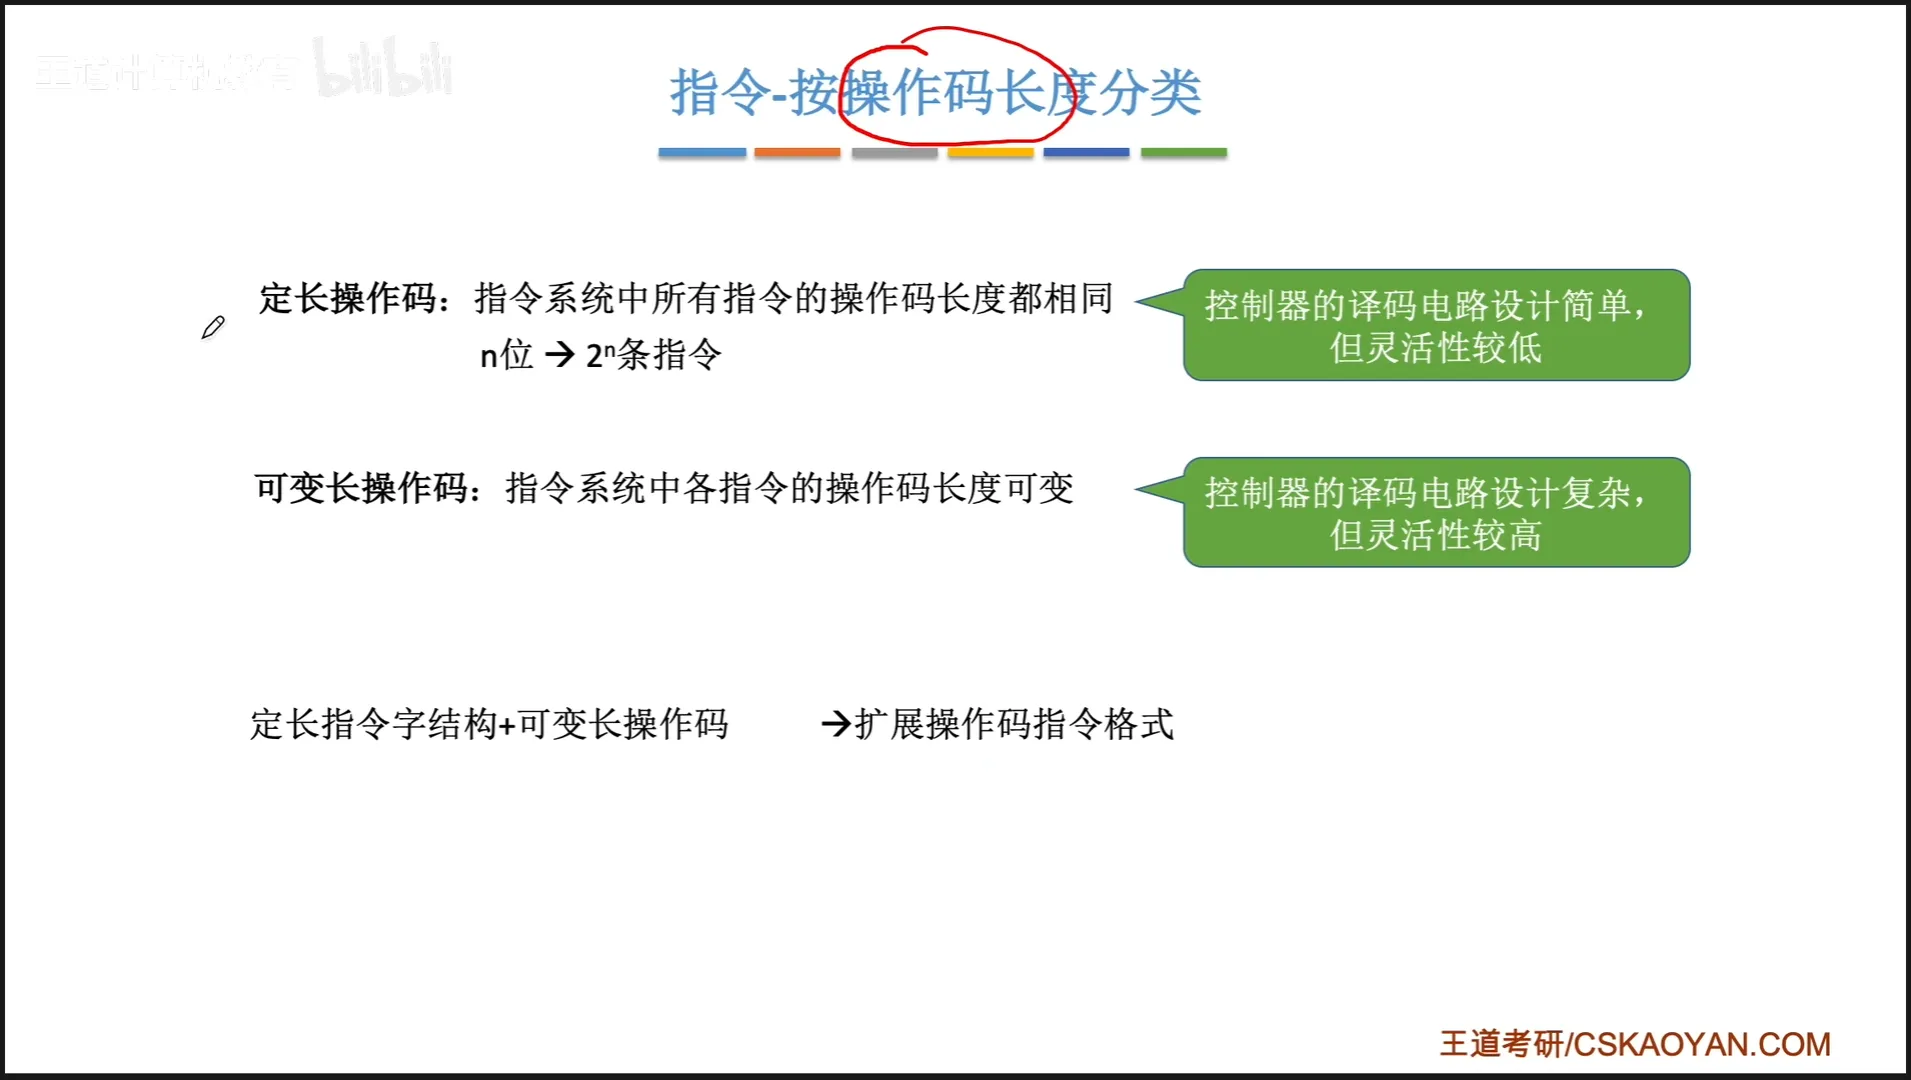 王道计算机教育 bilibili
指令-按操作码长度分类
定长操作码：指令系统中所有指令的操作码长度都相同
n位 → 2ⁿ条指令
控制器的译码电路设计简单，
但灵活性较低
可变长操作码：指令系统中各指令的操作码长度可变
控制器的译码电路设计复杂，
但灵活性较高
定长指令字结构+可变长操作码 →扩展操作码指令格式
王道考研/CSKAOYAN.COM